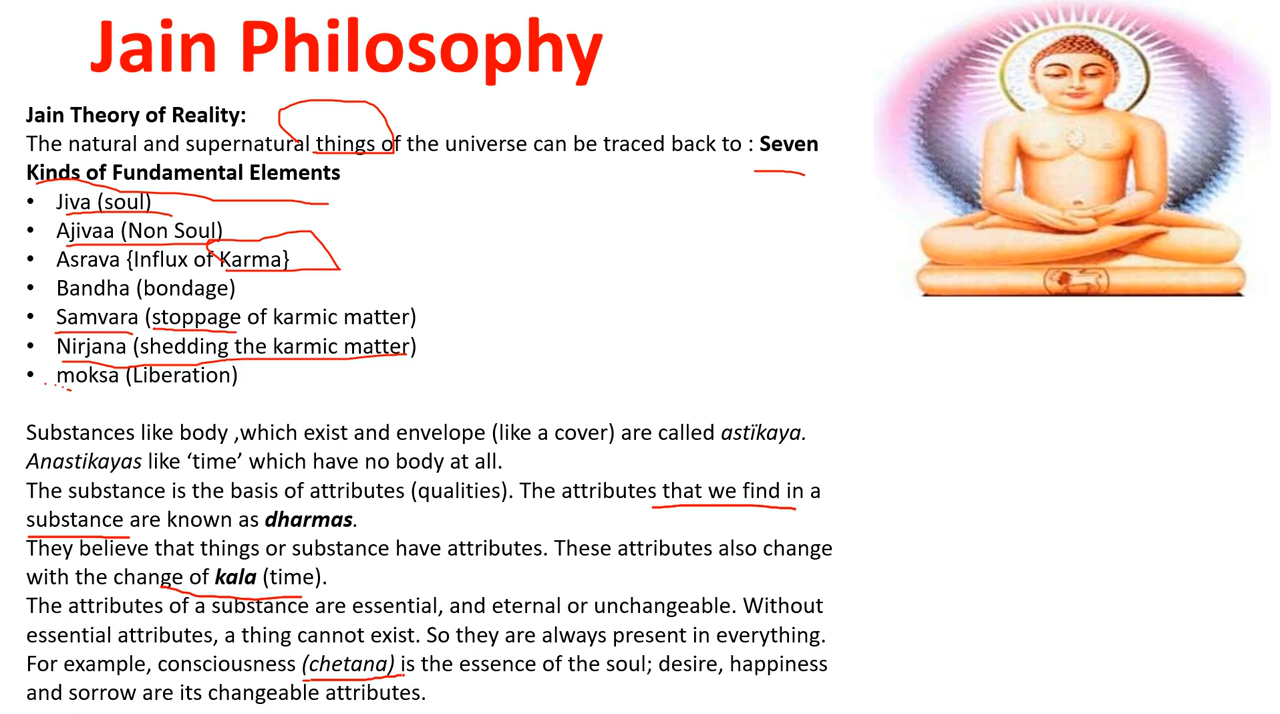 Jain Philosophy
Jain Theory of Reality:
The natural and supernatural things of the universe can be traced back to : Seven
Kinds of Fundamental Elements
• Jiva (soul)
• Ajivaa (Non Soul)
• Asrava {Influx of Karma}
• Bandha (bondage)
• Samvara (stoppage of karmic matter)
• Nirjana (shedding the karmic matter)
• moksa (Liberation)
Substances like body ,which exist and envelope (like a cover) are called astïkaya.
Anastikayas like ‘time’ which have no body at all.
The substance is the basis of attributes (qualities). The attributes that we find in a
substance are known as dharmas.
They believe that things or substance have attributes. These attributes also change
with the change of kala (time).
The attributes of a substance are essential, and eternal or unchangeable. Without
essential attributes, a thing cannot exist. So they are always present in everything.
For example, consciousness (chetana) is the essence of the soul; desire, happiness
and sorrow are its changeable attributes.